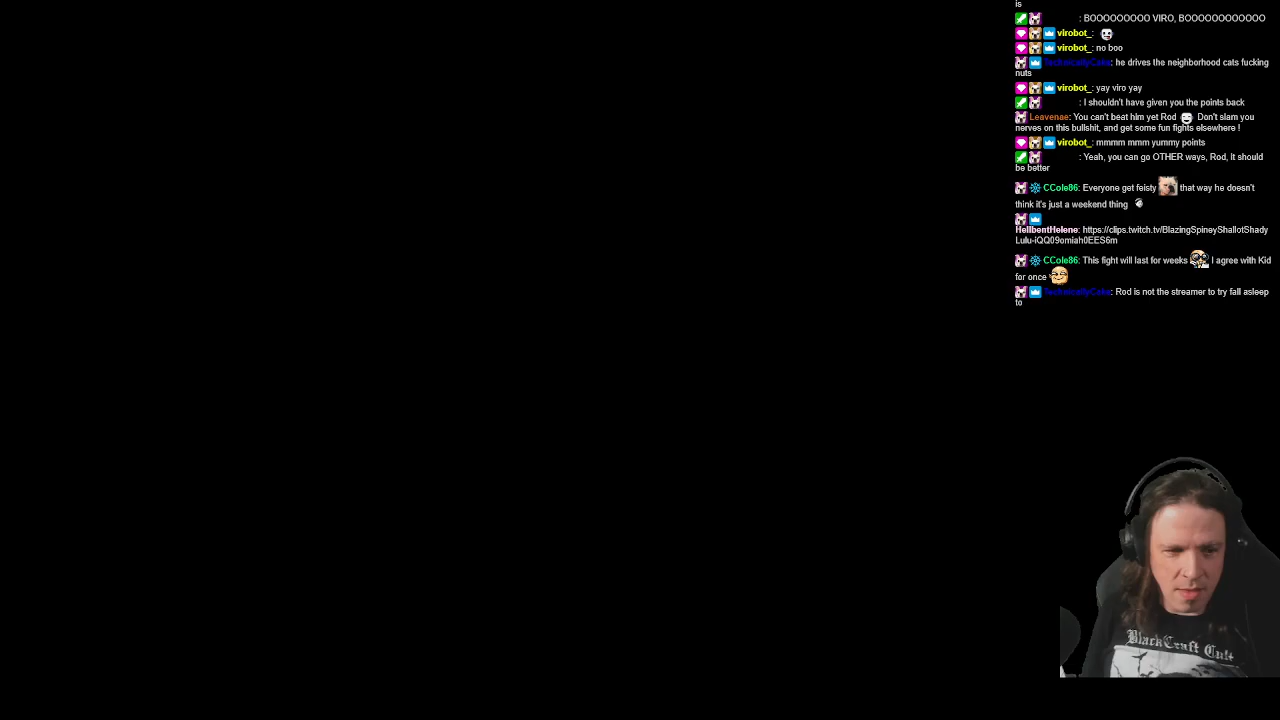 is
: BOOOOOOOOO VIRO, BOOOOOOOOOOOO
virobot_:
virobot_: no boo
TechnicallyCake: he drives the neighborhood cats fucking
nuts
virobot_: yay viro yay
: I shouldn't have given you the points back
Leavenae: You can't beat him yet Rod Don't slam you
nerves on this bullshit, and get some fun fights elsewhere !
virobot_: mmmm mmm yummy points
: Yeah, you can go OTHER ways, Rod, it should
be better
CCole86: Everyone get feisty that way he doesn't
think it's just a weekend thing
HellbentHelene: https://clips.twitch.tv/BlazingSpineyShallotShady
Lulu-iQQ09omiah0EES6m
CCole86: This fight will last for weeks I agree with Kid
for once
TechnicallyCake: Rod is not the streamer to try fall asleep
to
BlackCraft Cult